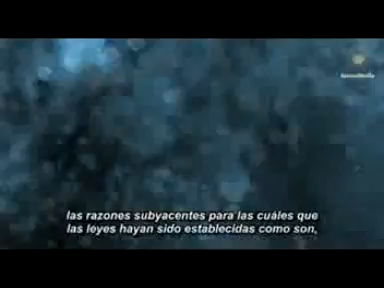 las razones subyacentes para las cuáles que
las leyes hayan sido establecidas como son,